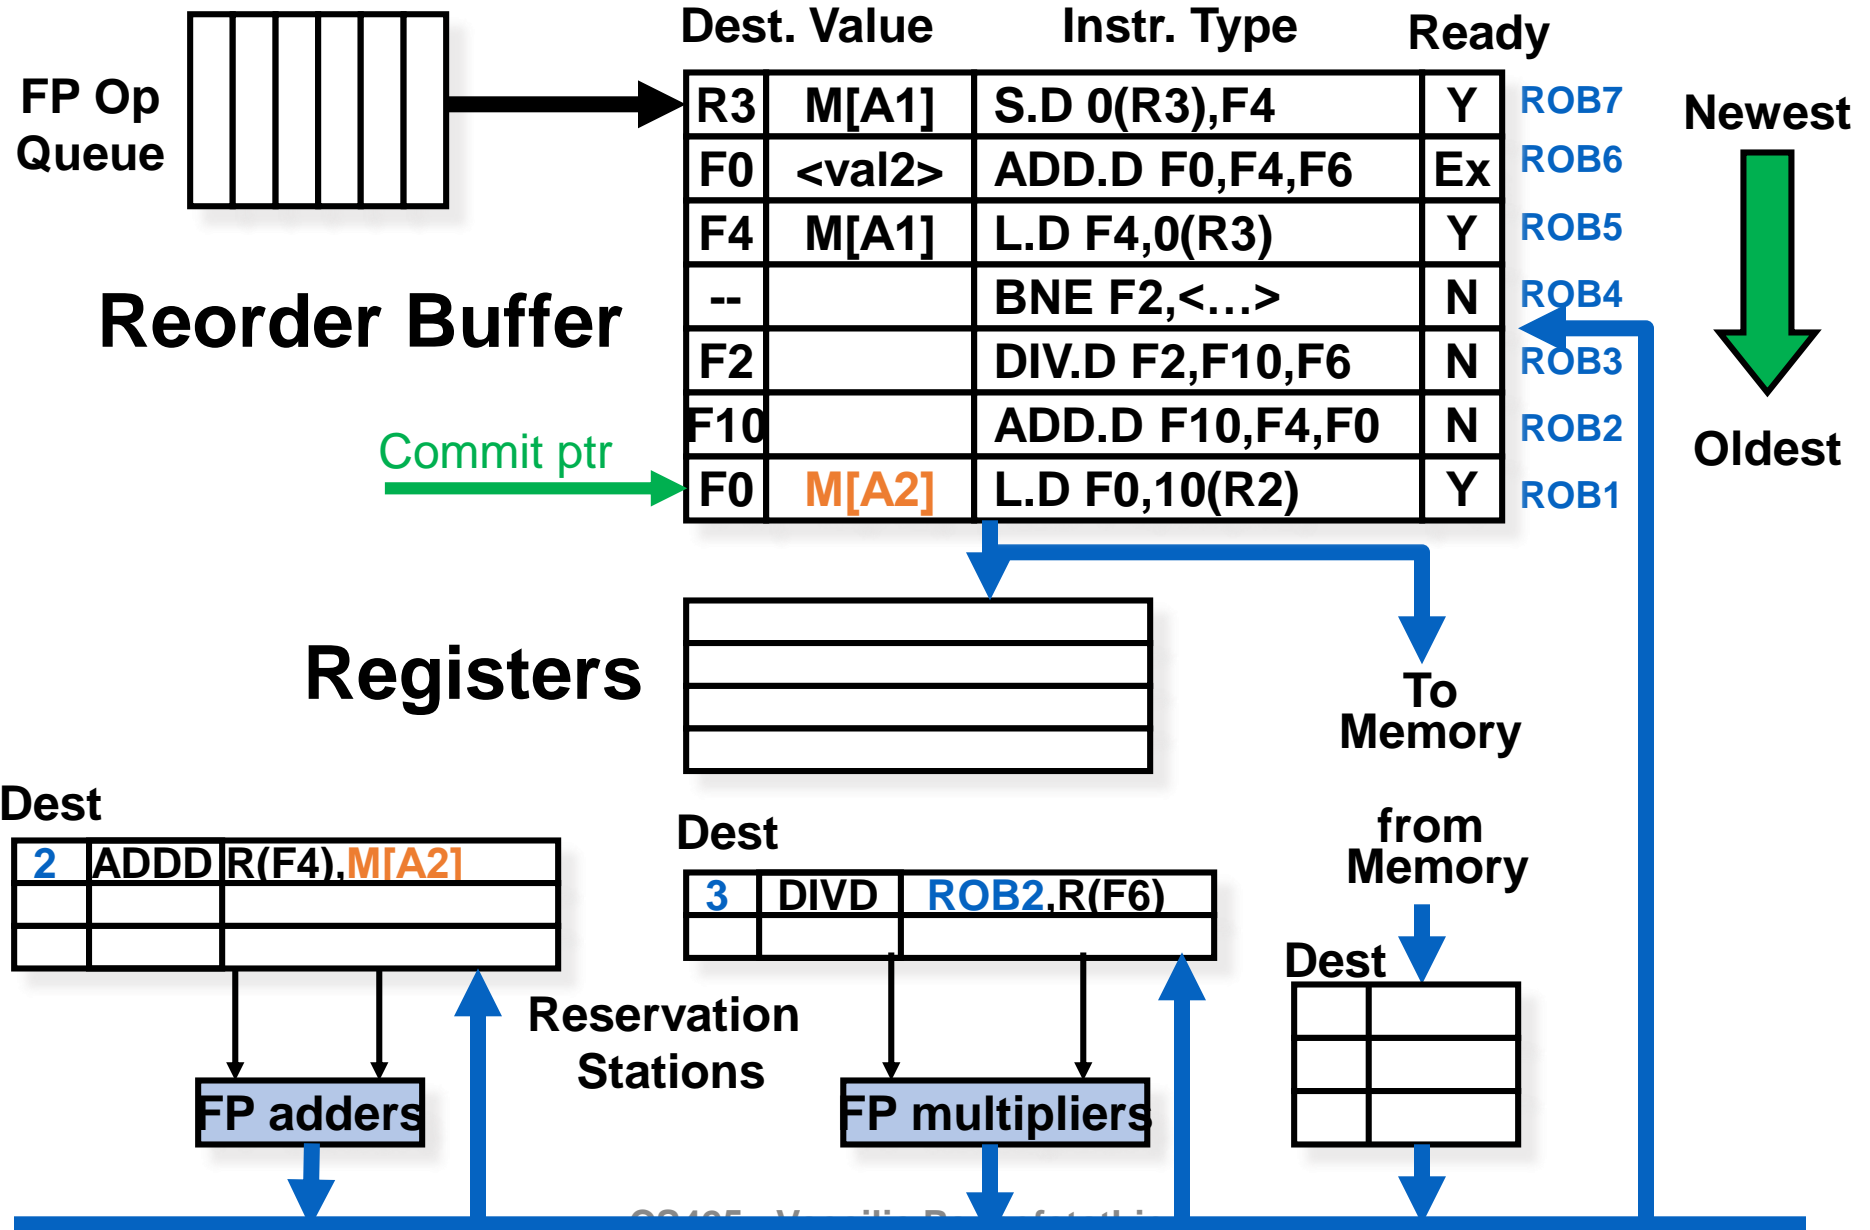 Dest. Value Instr. Type Ready
FP Op
Queue
R3 M[A1] S.D 0(R3),F4 Y ROB7
F0 <val2> ADD.D F0,F4,F6 Ex ROB6
F4 M[A1] L.D F4,0(R3) Y ROB5
-- BNE F2,<…> N ROB4
F2 DIV.D F2,F10,F6 N ROB3
F10 ADD.D F10,F4,F0 N ROB2
F0 M[A2] L.D F0,10(R2) Y ROB1
Newest
Oldest
Reorder Buffer
Commit ptr
Registers
To
Memory
from
Memory
Dest
2 ADDD R(F4),M[A2]
Dest
3 DIVD ROB2,R(F6)
Dest
Reservation
Stations
FP adders
FP multipliers